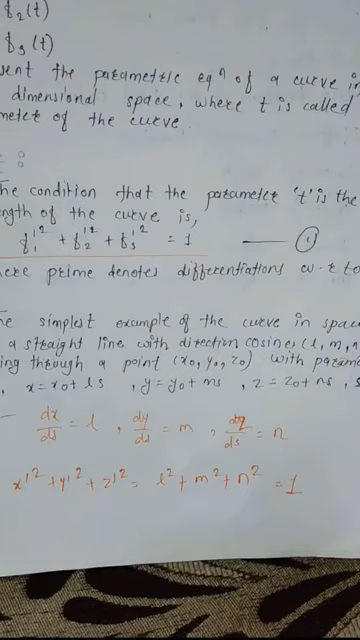 f₂(t)
f₃(t)
sent the parametric eqⁿ of a curve in
dimensional space, where t is called
meter of the curve.
The condition that the parameter 't' is the
length of the curve is,
f₁'² + f₂'² + f₃'² = 1 —— ①
here prime denotes differentiations w.r to
The simplest example of the curve in space
a straight line with direction cosines (l, m, n
ing through a point (x₀, y₀, z₀) with param
, x = x₀ + ls , y = y₀ + ms , z = z₀ + ns, s
dx/ds = l , dy/ds = m , /ds = n
x'² + y'² + z'² = l² + m² + n² = 1